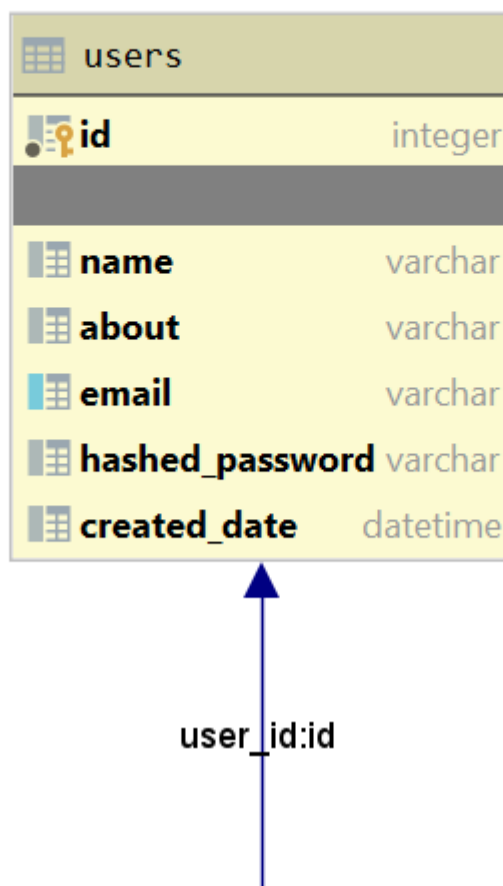 users
id integer
name varchar
about varchar
email varchar
hashed_password varchar
created_date datetime
user_id:id